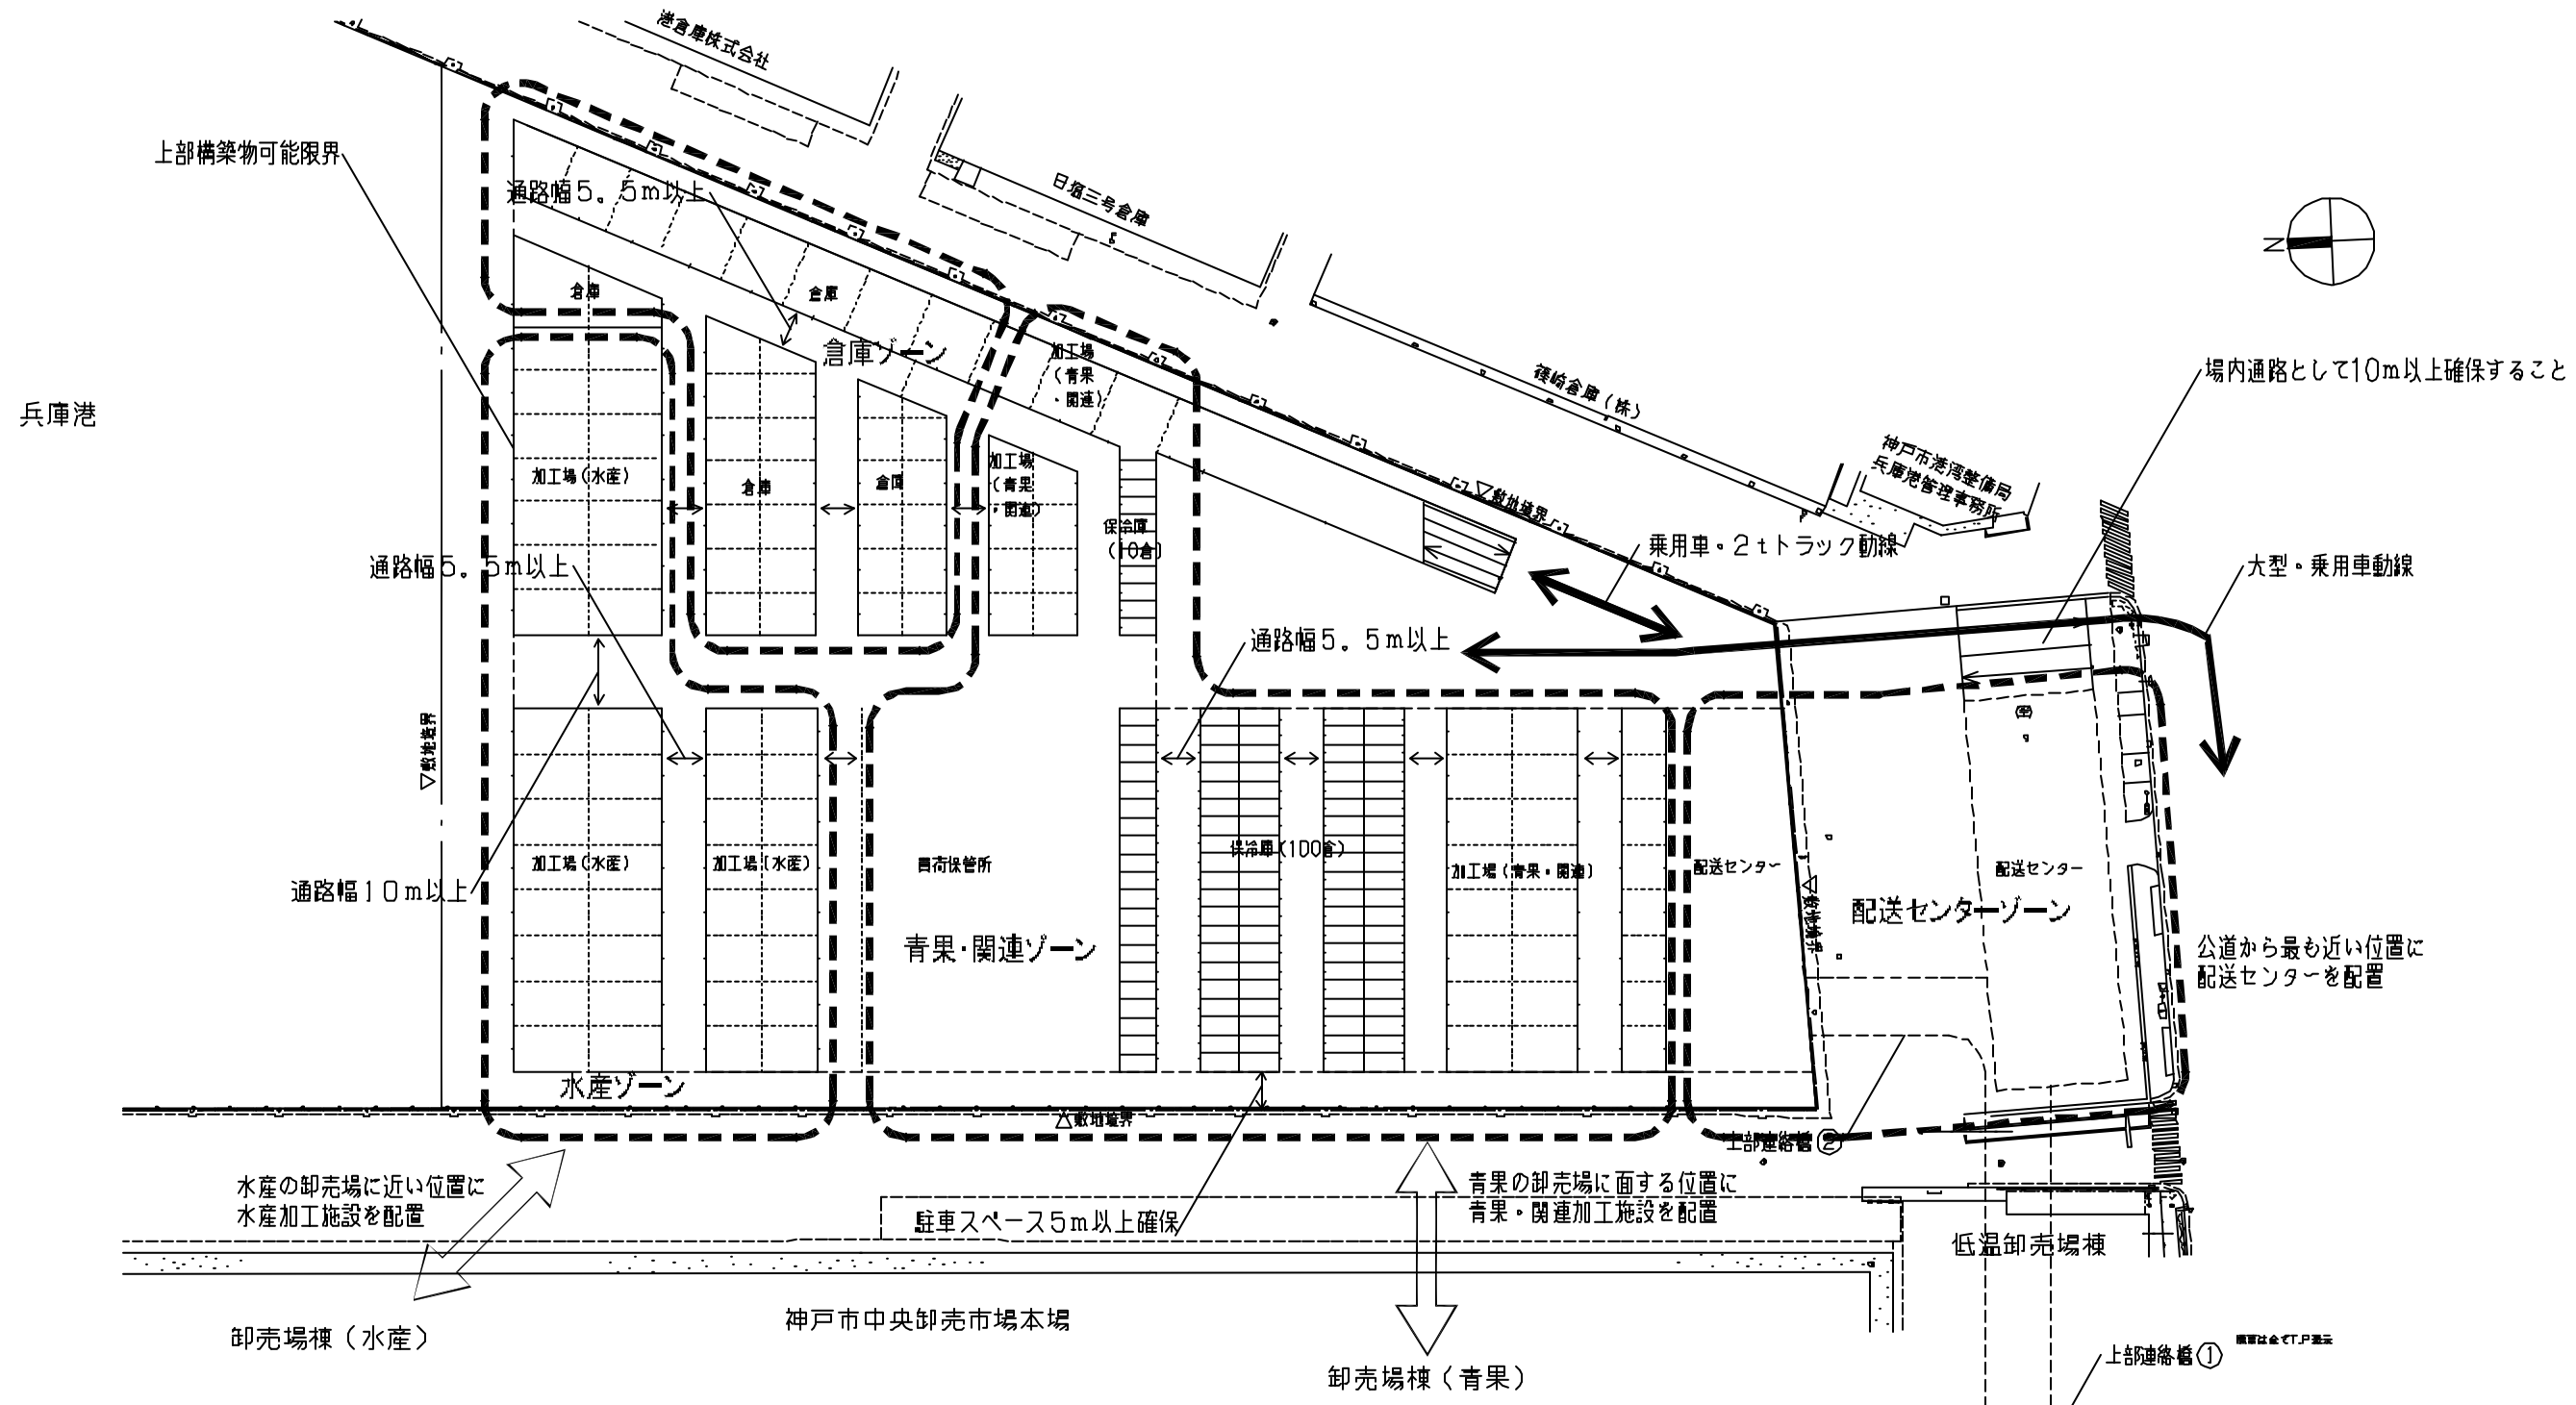 港倉庫株式会社
上部構築物可能限界
通路幅5.5m以上
日塩三号倉庫
N
倉庫
倉庫
倉庫ゾーン
加工場
(青果
・関連)
篠崎倉庫(株)
場内通路として10m以上確保すること
兵庫港
神戸市港湾整備局
兵庫港管理事務所
加工場(水産)
倉庫
倉庫
加工場
(青果
・関連)
保冷庫
(10倉)
▽敷地境界
乗用車・2tトラック動線
大型・乗用車動線
通路幅5.5m以上
通路幅5.5m以上
▽敷地境界
通路幅10m以上
加工場(水産)
加工場(水産)
買荷保管所
保冷庫(100倉)
加工場(青果・関連)
配送センター
配送センター
配送センターゾーン
▽敷地境界
青果・関連ゾーン
公道から最も近い位置に
配送センターを配置
水産ゾーン
△敷地境界
上部連絡橋②
水産の卸売場に近い位置に
水産加工施設を配置
青果の卸売場に面する位置に
青果・関連加工施設を配置
駐車スペース5m以上確保
低温卸売場棟
神戸市中央卸売市場本場
卸売場棟(水産)
卸売場棟(青果)
上部連絡橋①